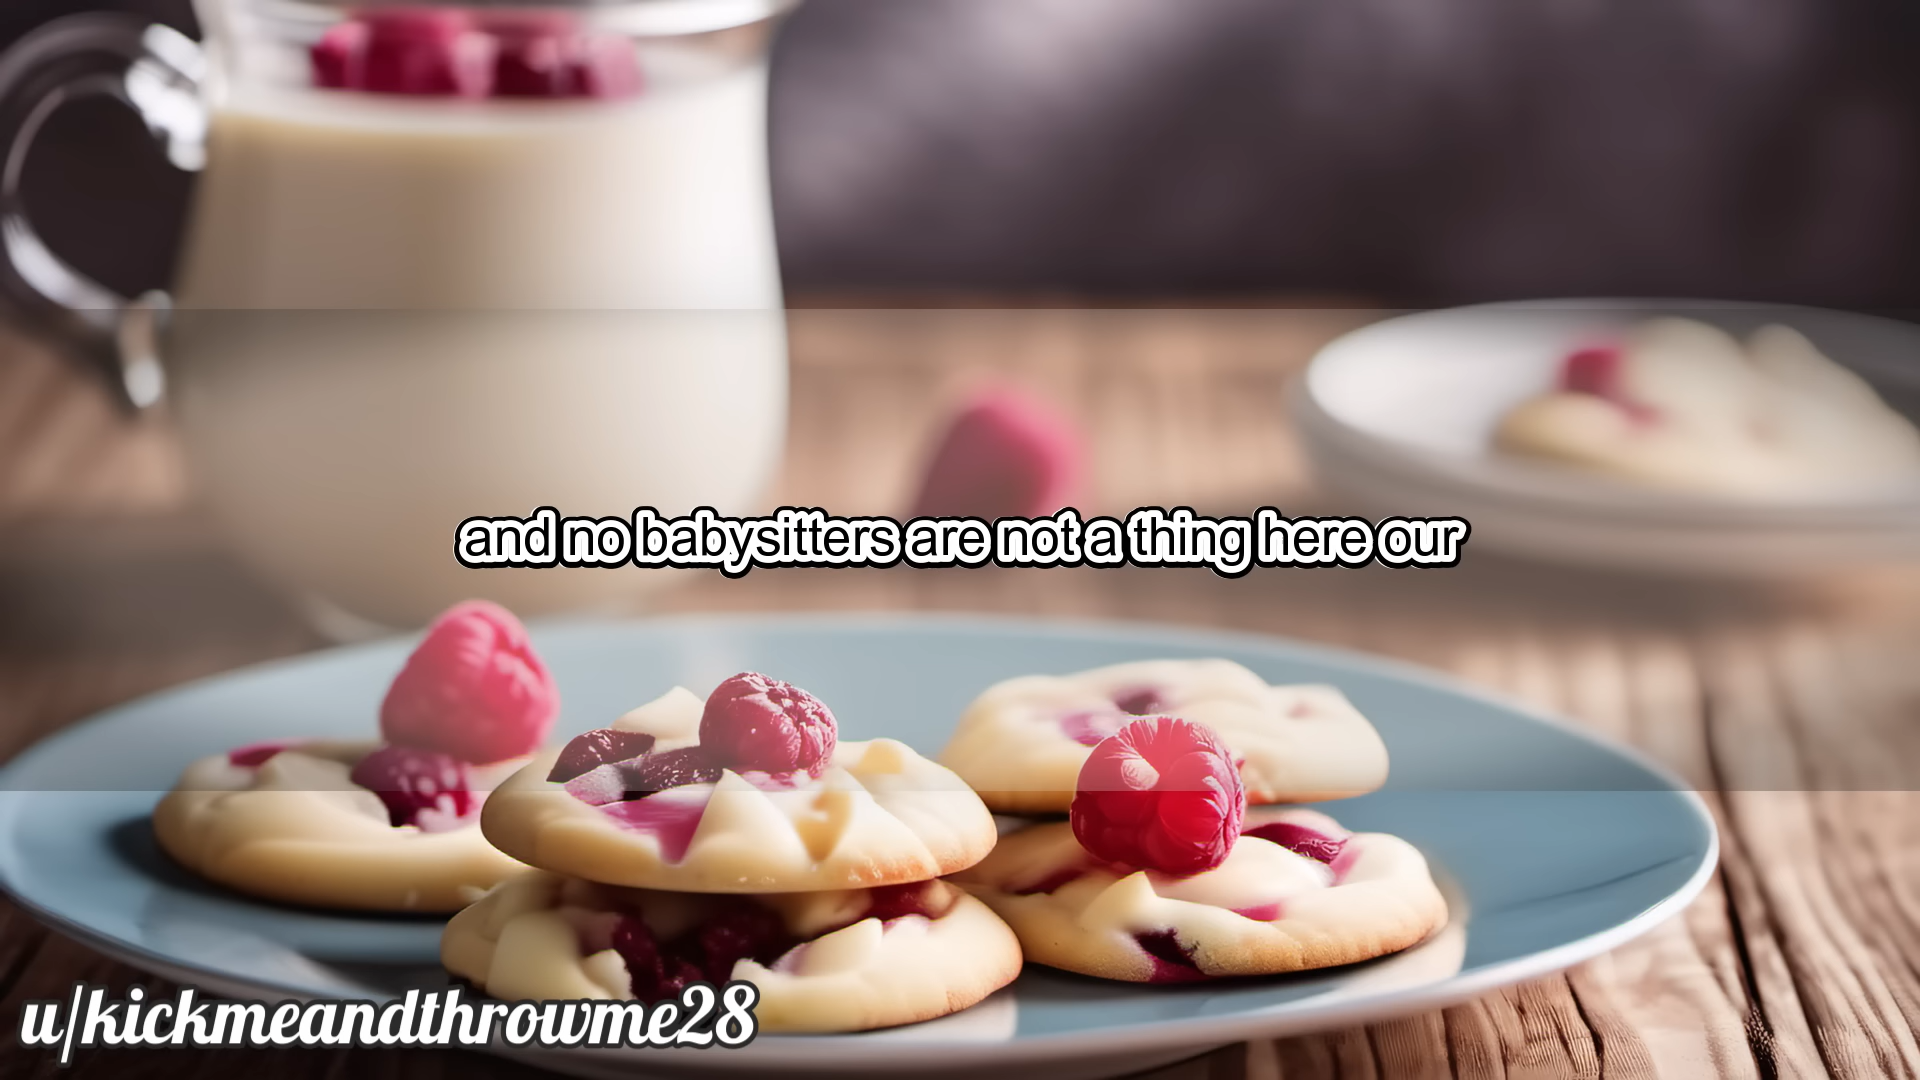 and no babysitters are not a thing here our
u/kickmeandthrowme28